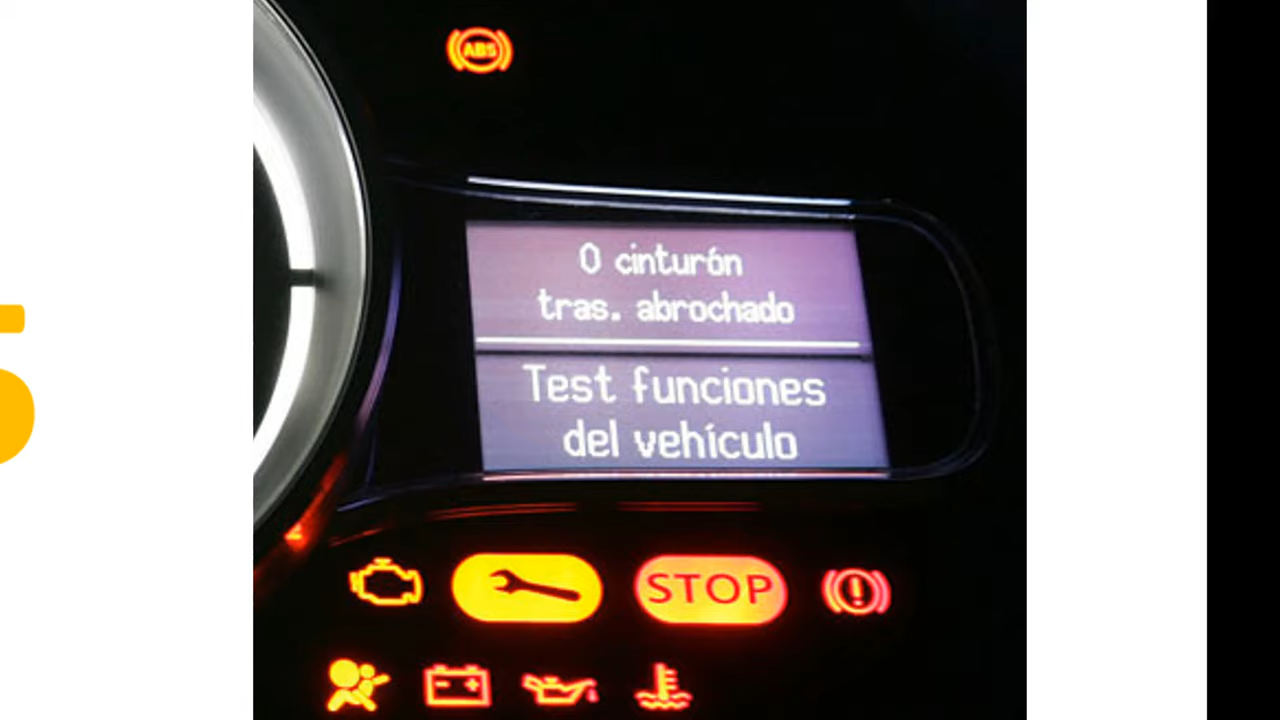 ABS
0 cinturón
tras. abrochado
Test funciones
del vehículo
STOP